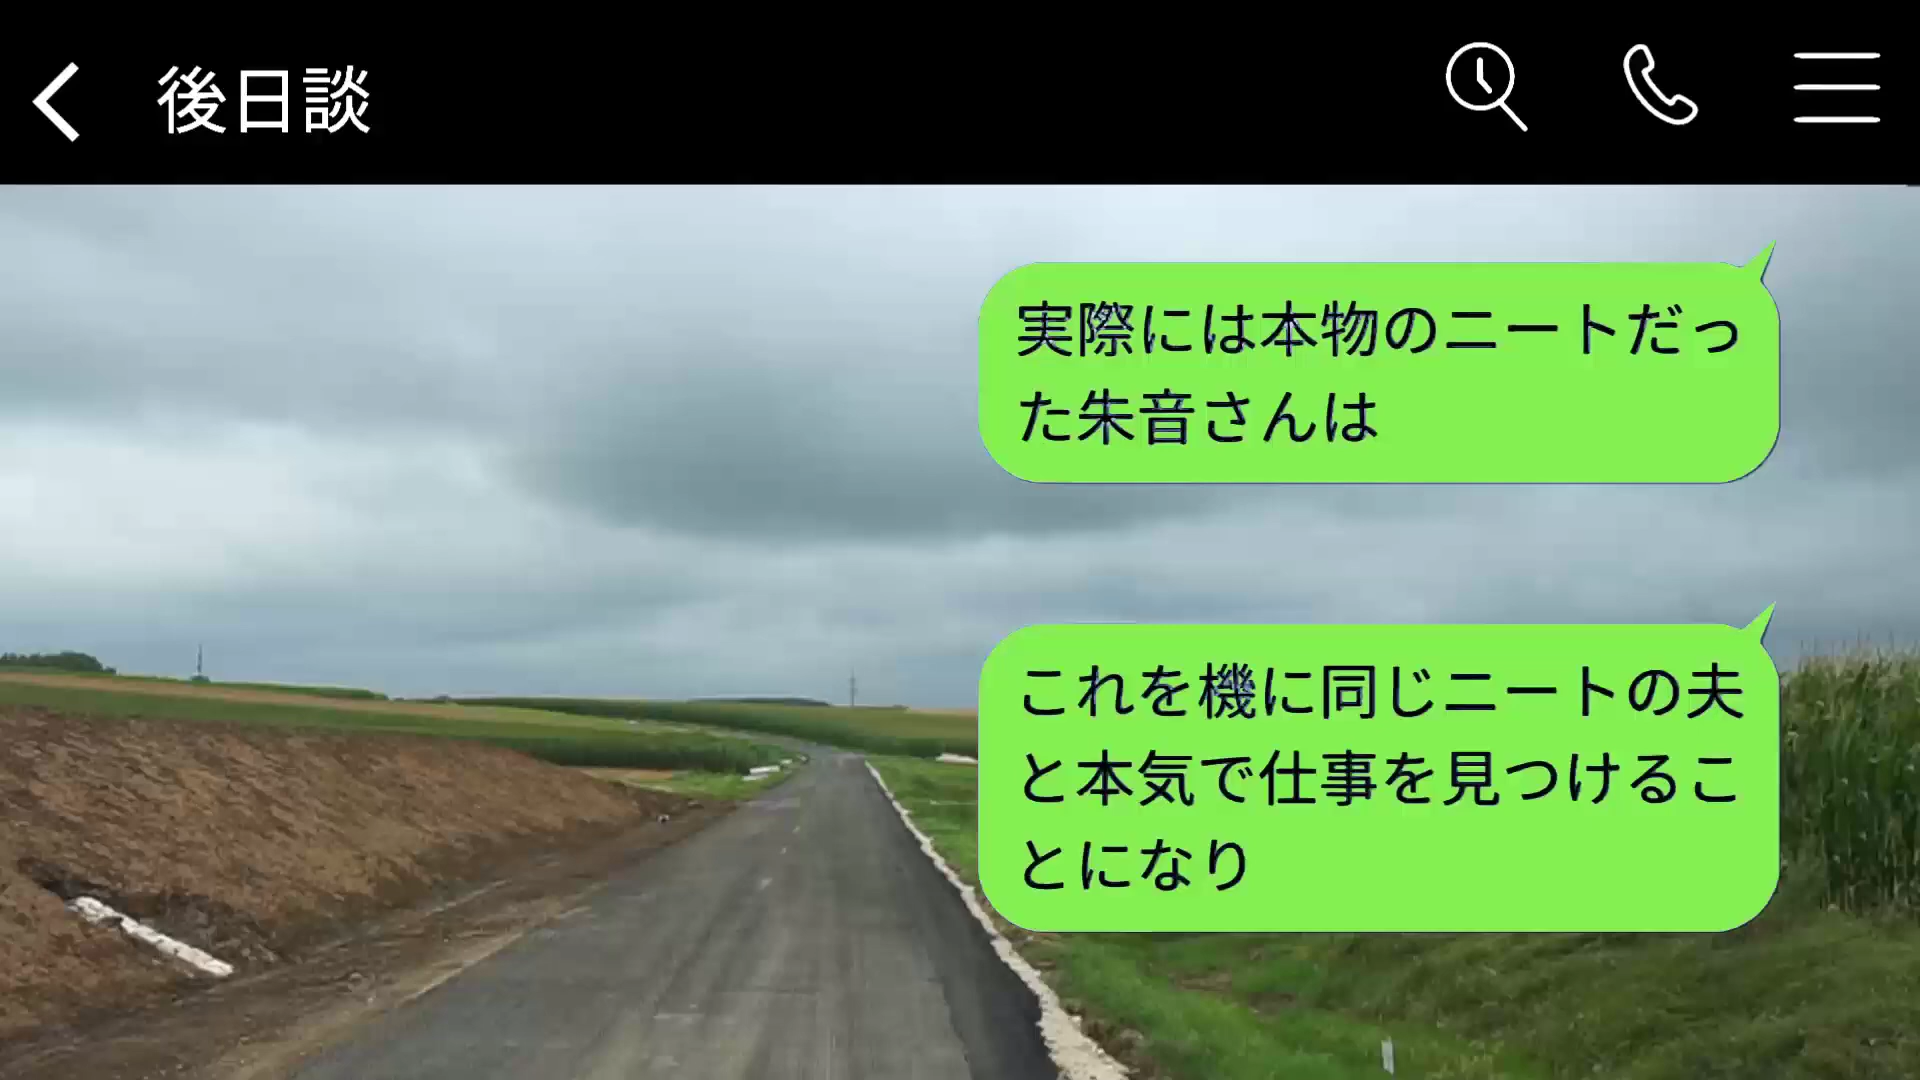 後日談
実際には本物のニートだっ
た朱音さんは
これを機に同じニートの夫
と本気で仕事を見つけるこ
とになり